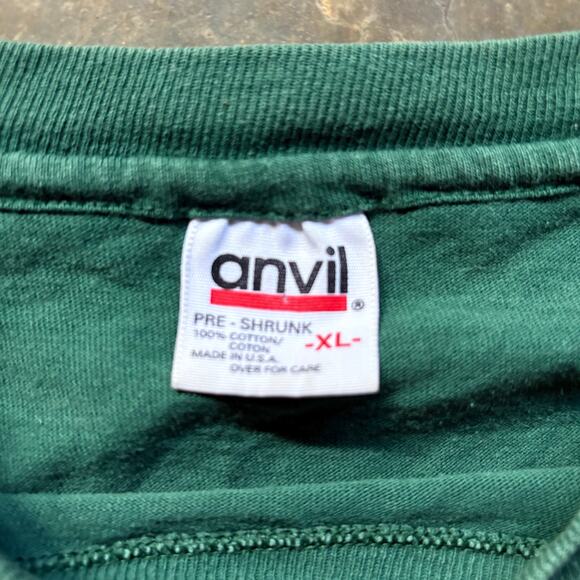 anvil
®
PRE - SHRUNK
100% COTTON/
COTON
-XL-
MADE IN U.S.A.
OVER FOR CARE